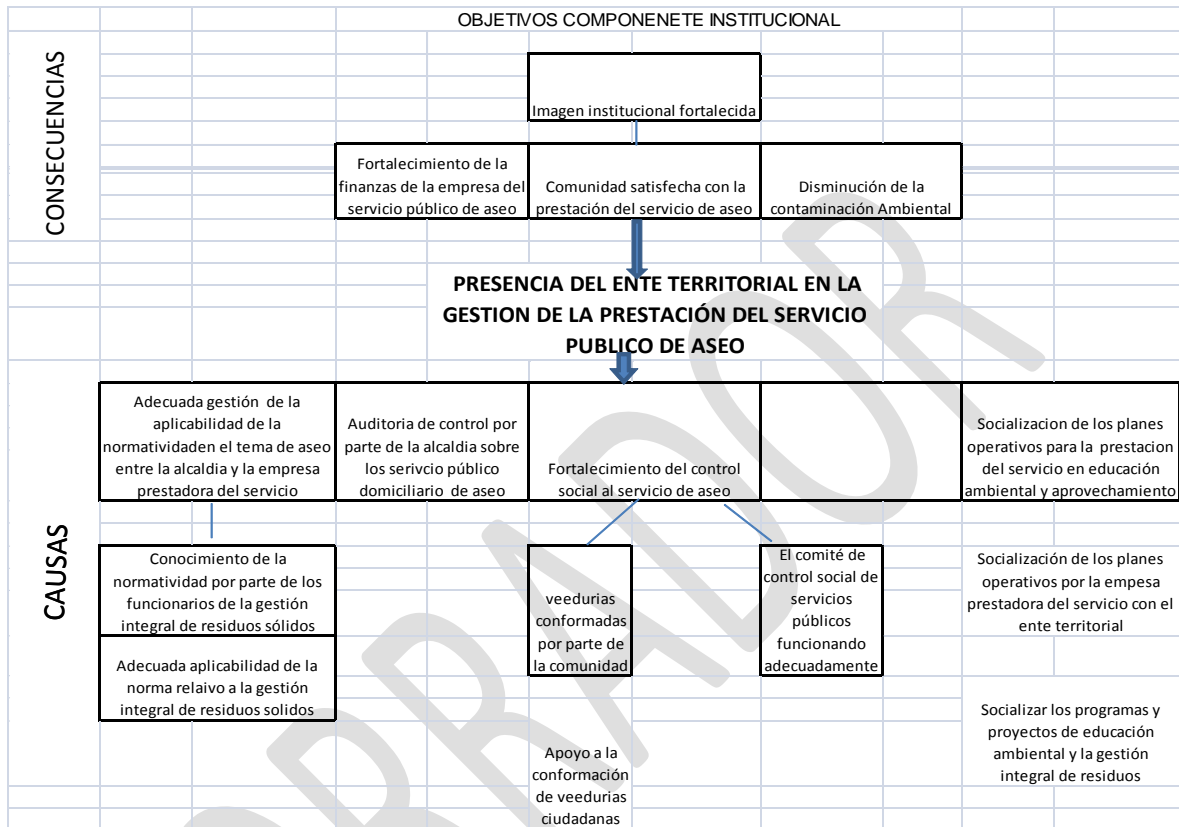 OBJETIVOS COMPONENETE INSTITUCIONAL
CONSECUENCIAS
Imagen institucional fortalecida
Fortalecimiento de la
finanzas de la empresa del
servicio público de aseo
Comunidad satisfecha con la
prestación del servicio de aseo
Disminución de la
contaminación Ambiental
PRESENCIA DEL ENTE TERRITORIAL EN LA
GESTION DE LA PRESTACIÓN DEL SERVICIO
PUBLICO DE ASEO
CAUSAS
Adecuada gestión de la
aplicabilidad de la
normatividaden el tema de aseo
entre la alcaldia y la empresa
prestadora del servicio
Auditoria de control por
parte de la alcaldia sobre
los serivcio público
domiciliario de aseo
Fortalecimiento del control
social al servicio de aseo
Socializacion de los planes
operativos para la prestacion
del servicio en educación
ambiental y aprovechamiento
Conocimiento de la
normatividad por parte de los
funcionarios de la gestión
integral de residuos sólidos
veedurias
conformadas
por parte de
la comunidad
El comité de
control social de
servicios
públicos
funcionando
adecuadamente
Socialización de los planes
operativos por la empesa
prestadora del servicio con el
ente territorial
Adecuada aplicabilidad de la
norma relaivo a la gestión
integral de residuos solidos
Apoyo a la
conformación
de veedurias
ciudadanas
Socializar los programas y
proyectos de educación
ambiental y la gestión
integral de residuos
ORRADOR